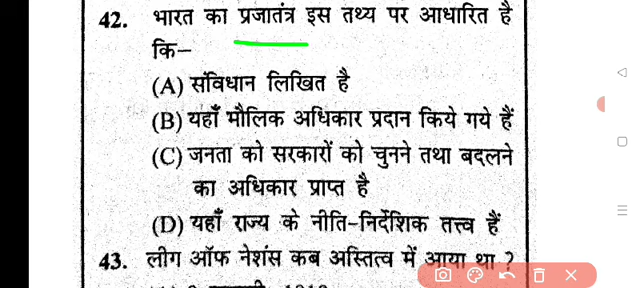 42. भारत का प्रजातंत्र इस तथ्य पर आधारित है
कि–
(A) संविधान लिखित है
(B) यहाँ मौलिक अधिकार प्रदान किये गये हैं
(C) जनता को सरकारों को चुनने तथा बदलने
का अधिकार प्राप्त है
(D) यहाँ राज्य के नीति-निर्देशिक तत्त्व हैं
43. लीग ऑफ नेशंस कब अस्तित्व में आया था ?